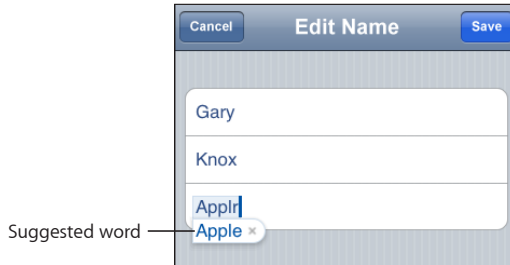 Cancel Edit Name Save
Gary
Knox
Applr
Suggested word Apple ×